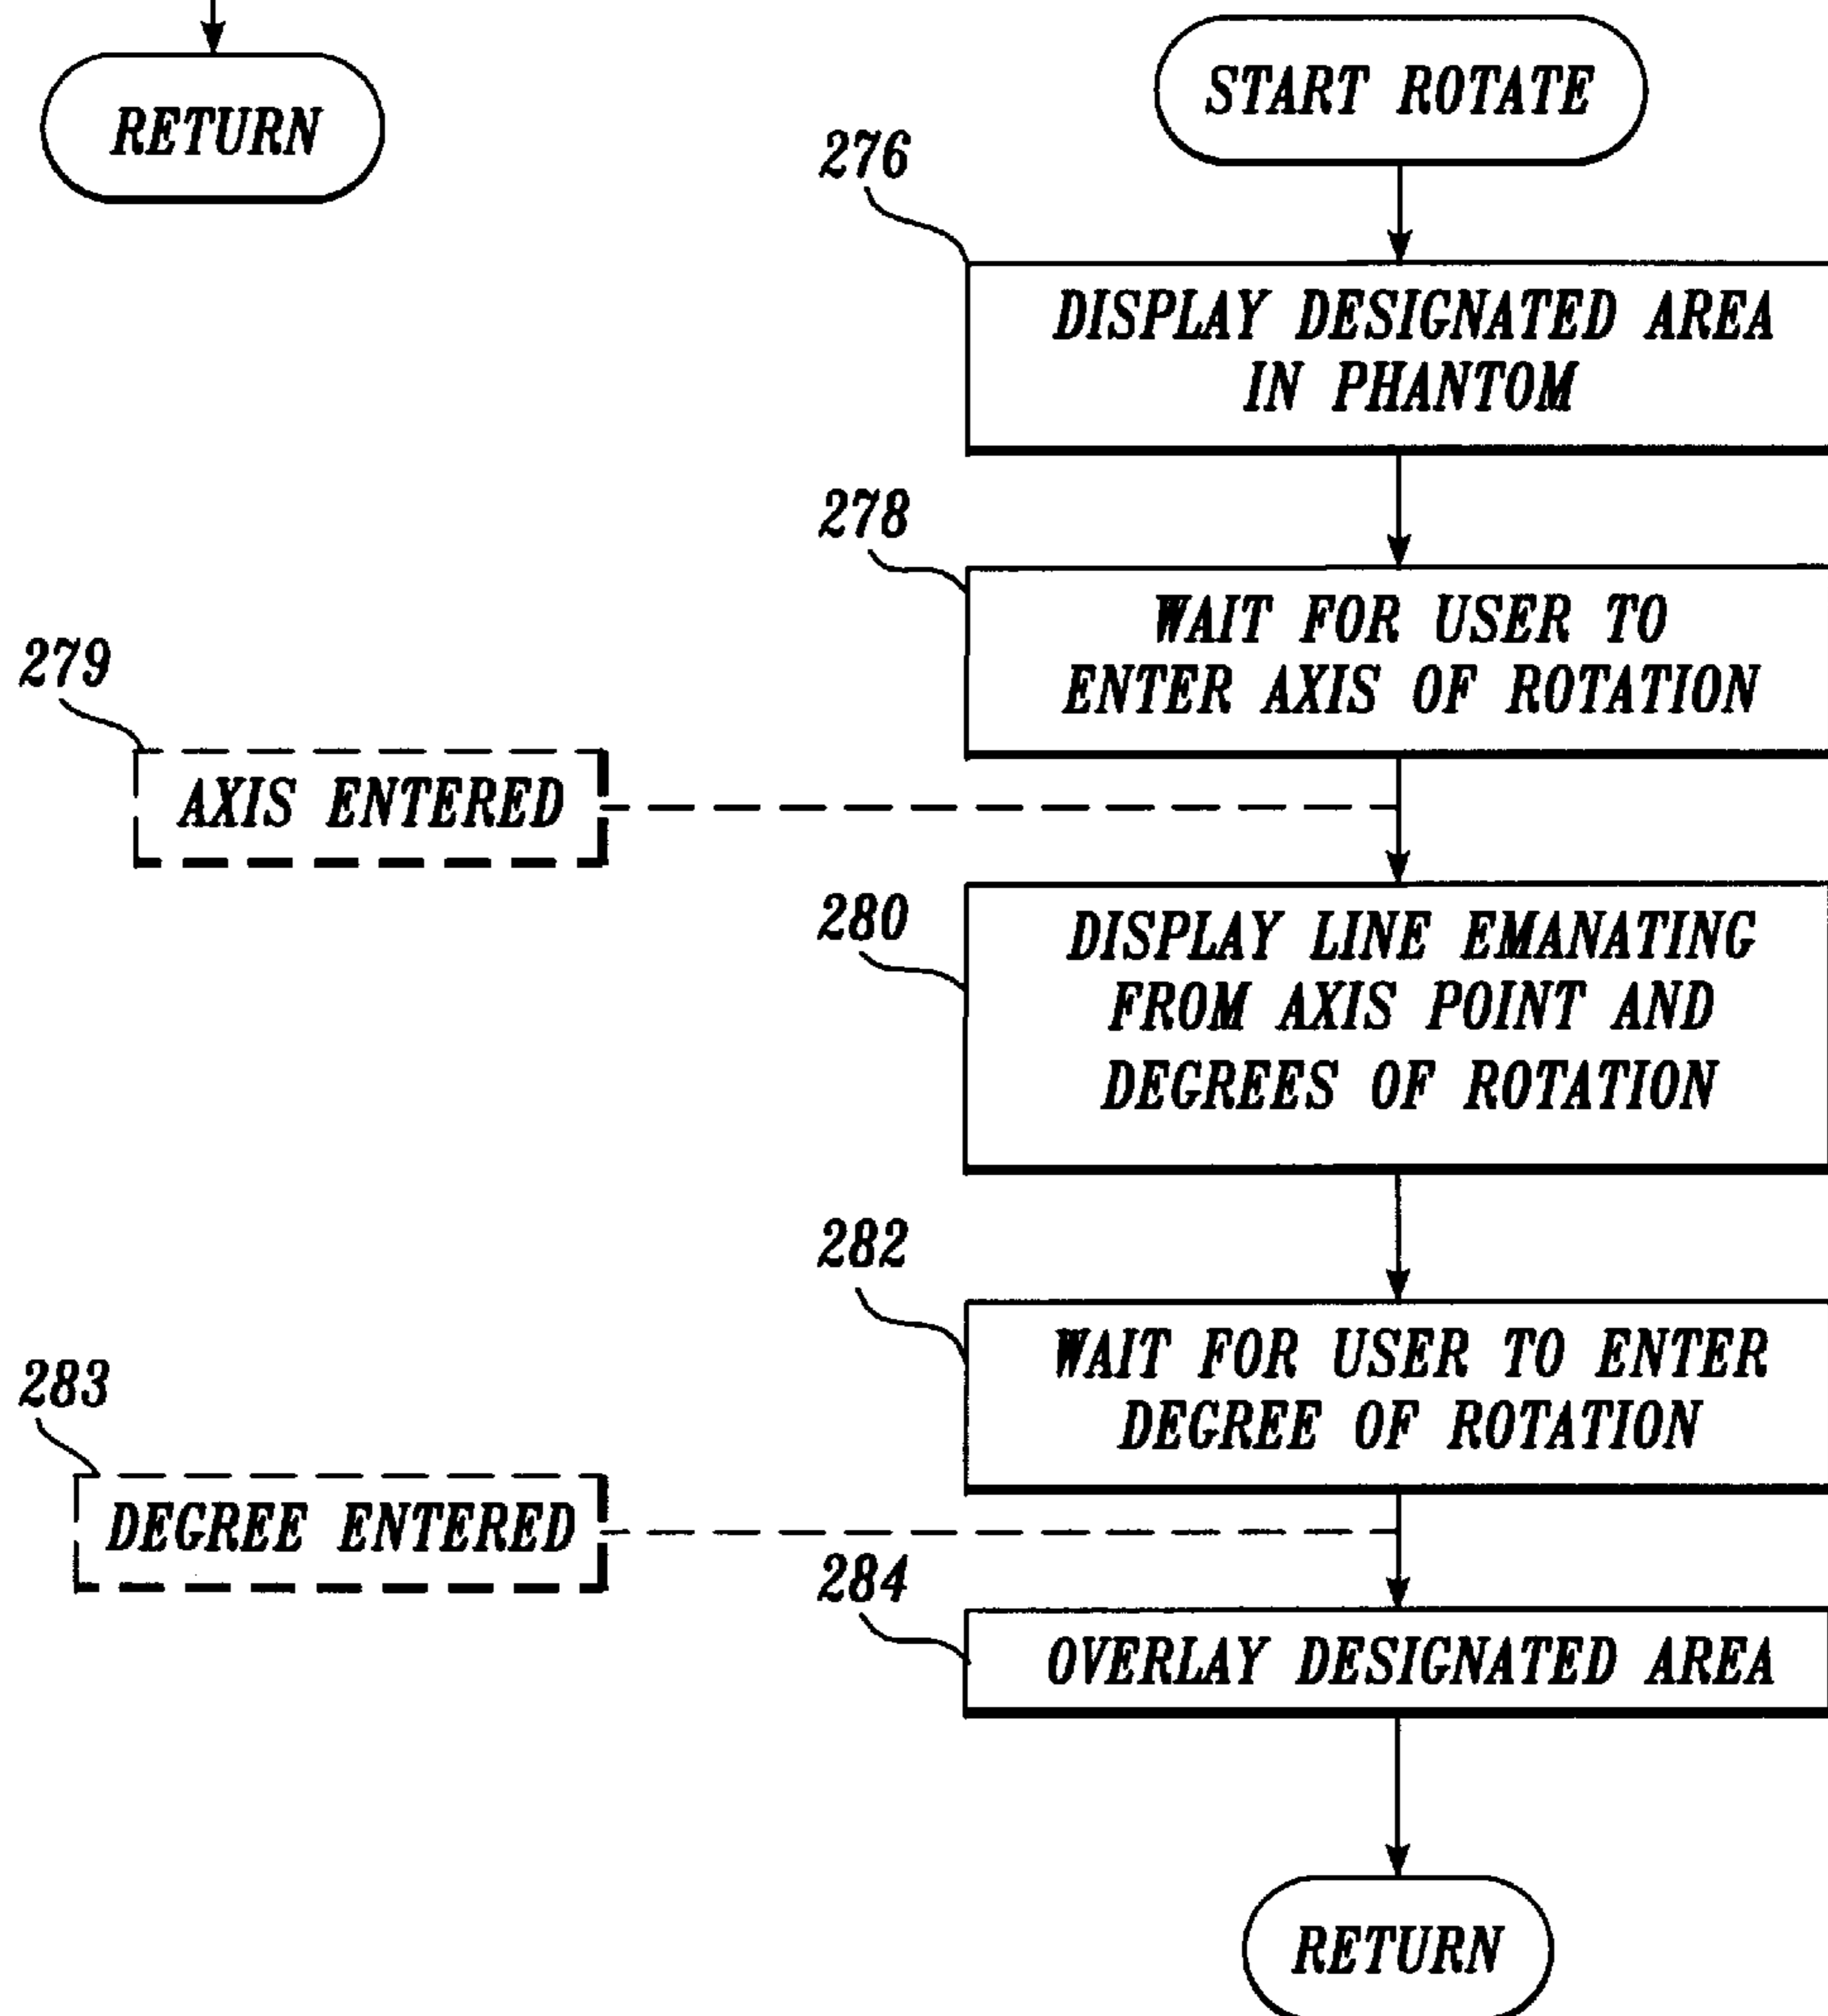 RETURN
START ROTATE
276
DISPLAY DESIGNATED AREA
IN PHANTOM
278
WAIT FOR USER TO
ENTER AXIS OF ROTATION
279
AXIS ENTERED
280
DISPLAY LINE EMANATING
FROM AXIS POINT AND
DEGREES OF ROTATION
282
WAIT FOR USER TO ENTER
DEGREE OF ROTATION
283
DEGREE ENTERED
284
OVERLAY DESIGNATED AREA
RETURN